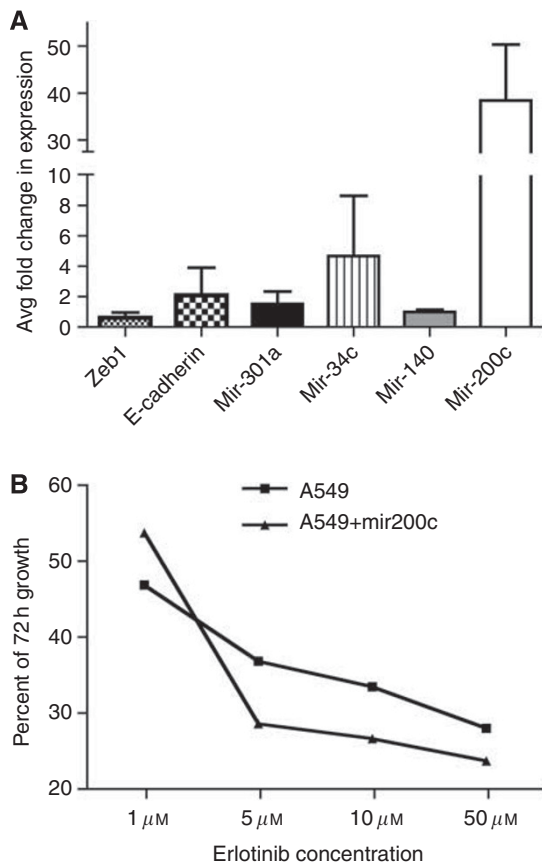 A
Avg fold change in expression
50
40
30
10
8
6
4
2
0
Zeb1
E-cadherin
Mir-301a
Mir-34c
Mir-140
Mir-200c
B
A549
A549+mir200c
Percent of 72 h growth
60
50
40
30
20
1 μM
5 μM
10 μM
50 μM
Erlotinib concentration